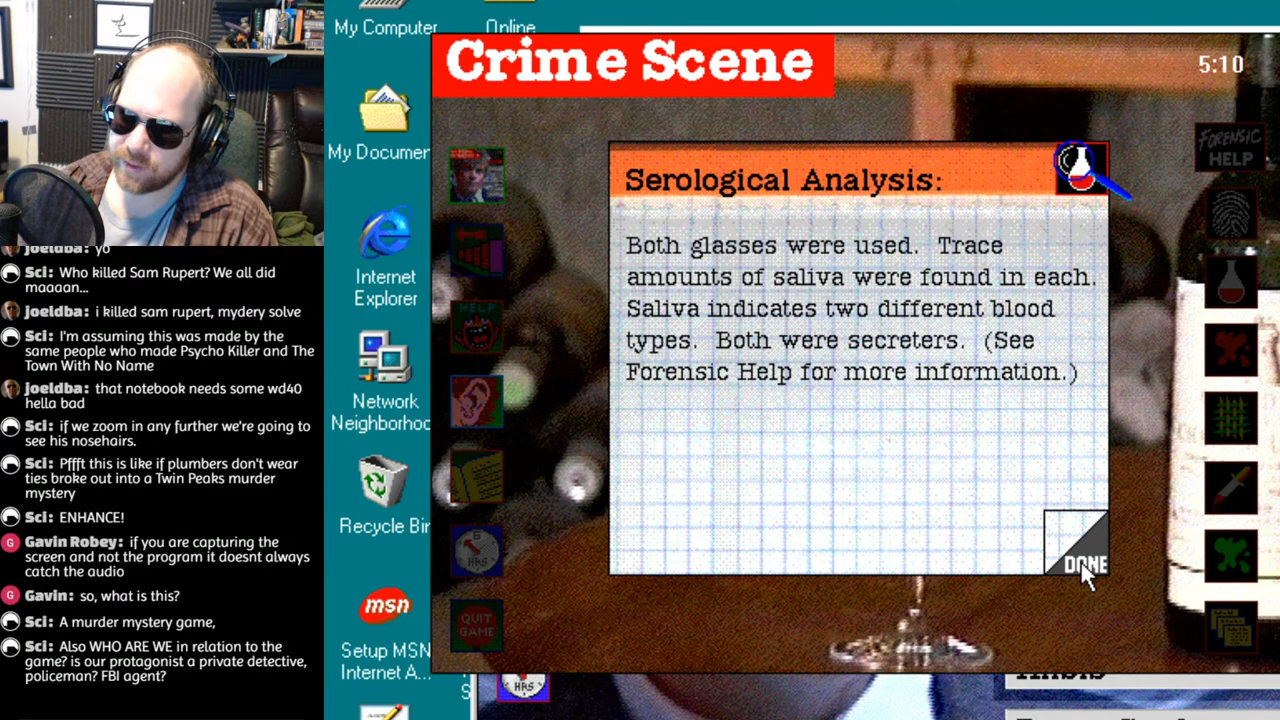 My Computer
Online
Crime Scene
5:10
FORENSIC
HELP
My Documen
Serological Analysis:
Both glasses were used. Trace
amounts of saliva were found in each.
Saliva indicates two different blood
types. Both were secreters. (See
Forensic Help for more information.)
DONE
Internet
Explorer
HELP
Network
Neighborhoo
Recycle Bin
6
HRS
msn
Setup MSN
Internet A...
QUIT
GAME
S
HRS
joeldba: yo
Sci: Who killed Sam Rupert? We all did
maaaan...
joeldba: i killed sam rupert, mydery solve
Sci: I'm assuming this was made by the
same people who made Psycho Killer and The
Town With No Name
joeldba: that notebook needs some wd40
hella bad
Sci: if we zoom in any further we're going to
see his nosehairs.
Sci: Pffft this is like if plumbers don't wear
ties broke out into a Twin Peaks murder
mystery
Sci: ENHANCE!
G
Gavin Robey: if you are capturing the
screen and not the program it doesnt always
catch the audio
G
Gavin: so, what is this?
Sci: A murder mystery game,
Sci: Also WHO ARE WE in relation to the
game? is our protagonist a private detective,
policeman? FBI agent?